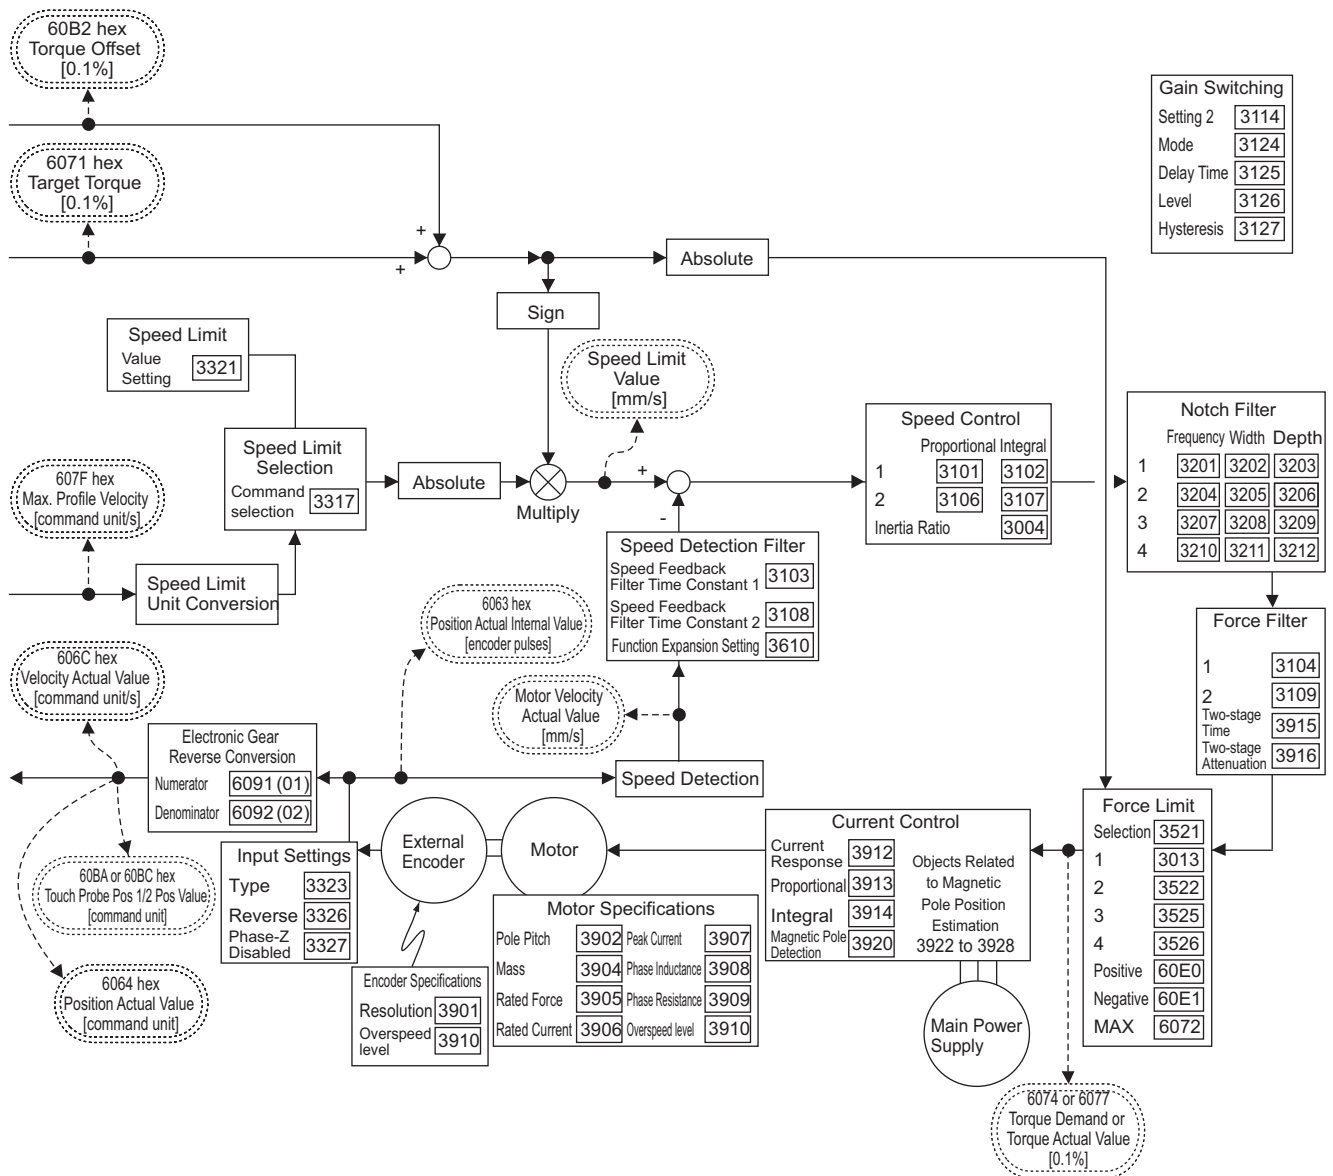 60B2 hex
Torque Offset
[0.1%]
6071 hex
Target Torque
[0.1%]
Gain Switching
Setting 2 3114
Mode 3124
Delay Time 3125
Level 3126
Hysteresis 3127
+
+
Absolute
Sign
Speed Limit
Value
Setting 3321
Speed Limit
Value
[mm/s]
Speed Limit
Selection
Command
selection 3317
607F hex
Max. Profile Velocity
[command unit/s]
Speed Limit
Unit Conversion
Absolute
Multiply
+
-
Speed Control
Proportional Integral
1 3101 3102
2 3106 3107
Inertia Ratio 3004
Notch Filter
Frequency Width Depth
1 3201 3202 3203
2 3204 3205 3206
3 3207 3208 3209
4 3210 3211 3212
Speed Detection Filter
Speed Feedback
Filter Time Constant 1 3103
Speed Feedback
Filter Time Constant 2 3108
Function Expansion Setting 3610
6063 hex
Position Actual Internal Value
[encoder pulses]
Force Filter
1 3104
2 3109
Two-stage
Time 3915
Two-stage
Attenuation 3916
606C hex
Velocity Actual Value
[command unit/s]
Motor Velocity
Actual Value
[mm/s]
Electronic Gear
Reverse Conversion
Numerator 6091 (01)
Denominator 6092 (02)
Speed Detection
Force Limit
Selection 3521
1 3013
2 3522
3 3525
4 3526
Positive 60E0
Negative 60E1
MAX 6072
Current Control
Current
Response 3912
Proportional 3913
Integral 3914
Magnetic Pole
Detection 3920
Objects Related
to Magnetic
Pole Position
Estimation
3922 to 3928
External
Encoder
Motor
Input Settings
Type 3323
Reverse 3326
Phase-Z
Disabled 3327
60BA or 60BC hex
Touch Probe Pos 1/2 Pos Value
[command unit]
Motor Specifications
Pole Pitch 3902 Peak Current 3907
Mass 3904 Phase Inductance 3908
Rated Force 3905 Phase Resistance 3909
Rated Current 3906 Overspeed level 3910
Encoder Specifications
Resolution 3901
Overspeed
level 3910
6064 hex
Position Actual Value
[command unit]
Main Power
Supply
6074 or 6077
Torque Demand or
Torque Actual Value
[0.1%]